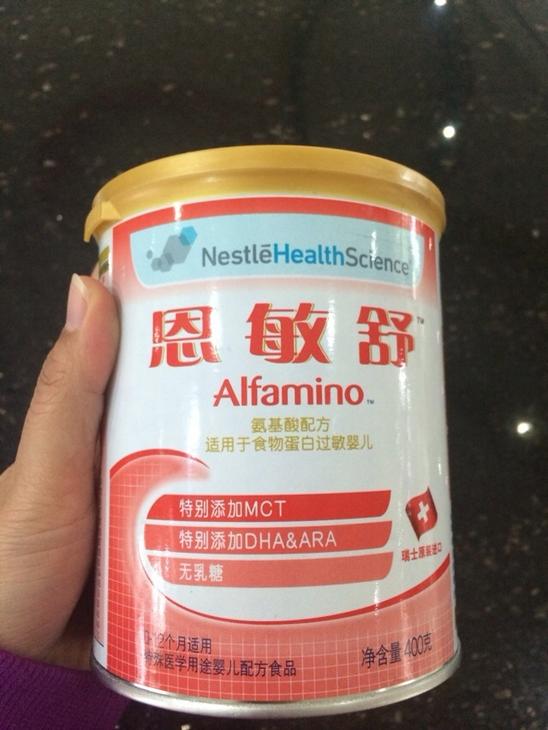 NestléHealthScience
恩敏舒™
Alfamino™
氨基酸配方
适用于食物蛋白过敏婴儿
特别添加MCT
特别添加DHA&ARA
无乳糖
瑞士原装进口
0-12个月适用
特殊医学用途婴儿配方食品
净含量400克